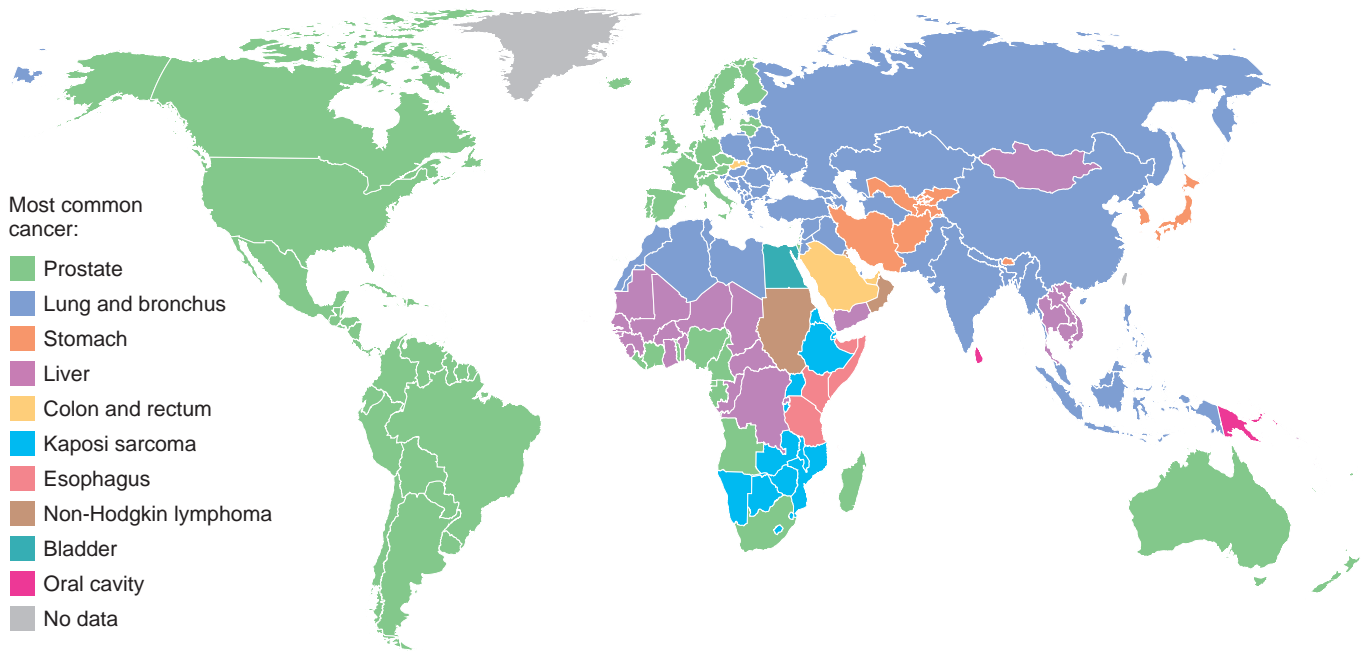 Most common
cancer:
Prostate
Lung and bronchus
Stomach
Liver
Colon and rectum
Kaposi sarcoma
Esophagus
Non-Hodgkin lymphoma
Bladder
Oral cavity
No data